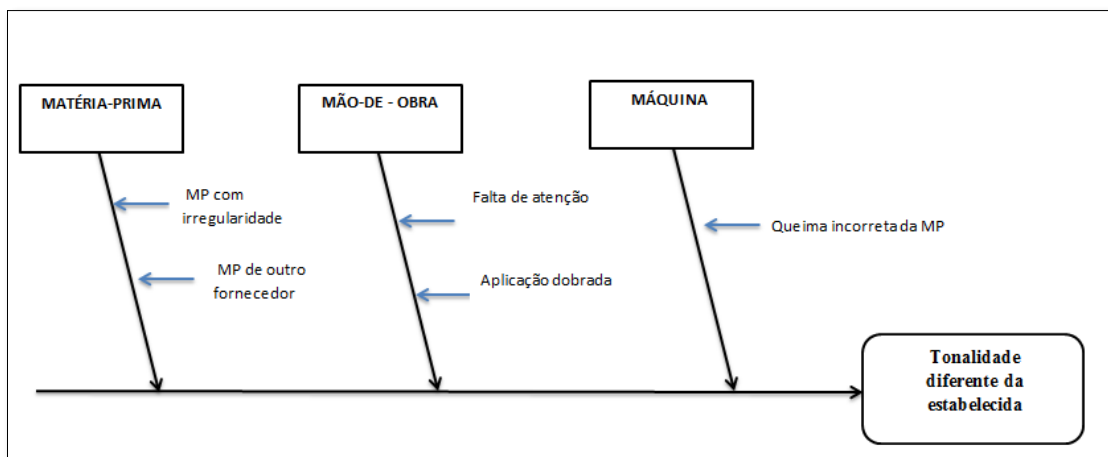 MATÉRIA-PRIMA
MÃO-DE - OBRA
MÁQUINA
MP com
irregularidade
MP de outro
fornecedor
Falta de atenção
Aplicação dobrada
Queima incorreta da MP
Tonalidade
diferente da
estabelecida